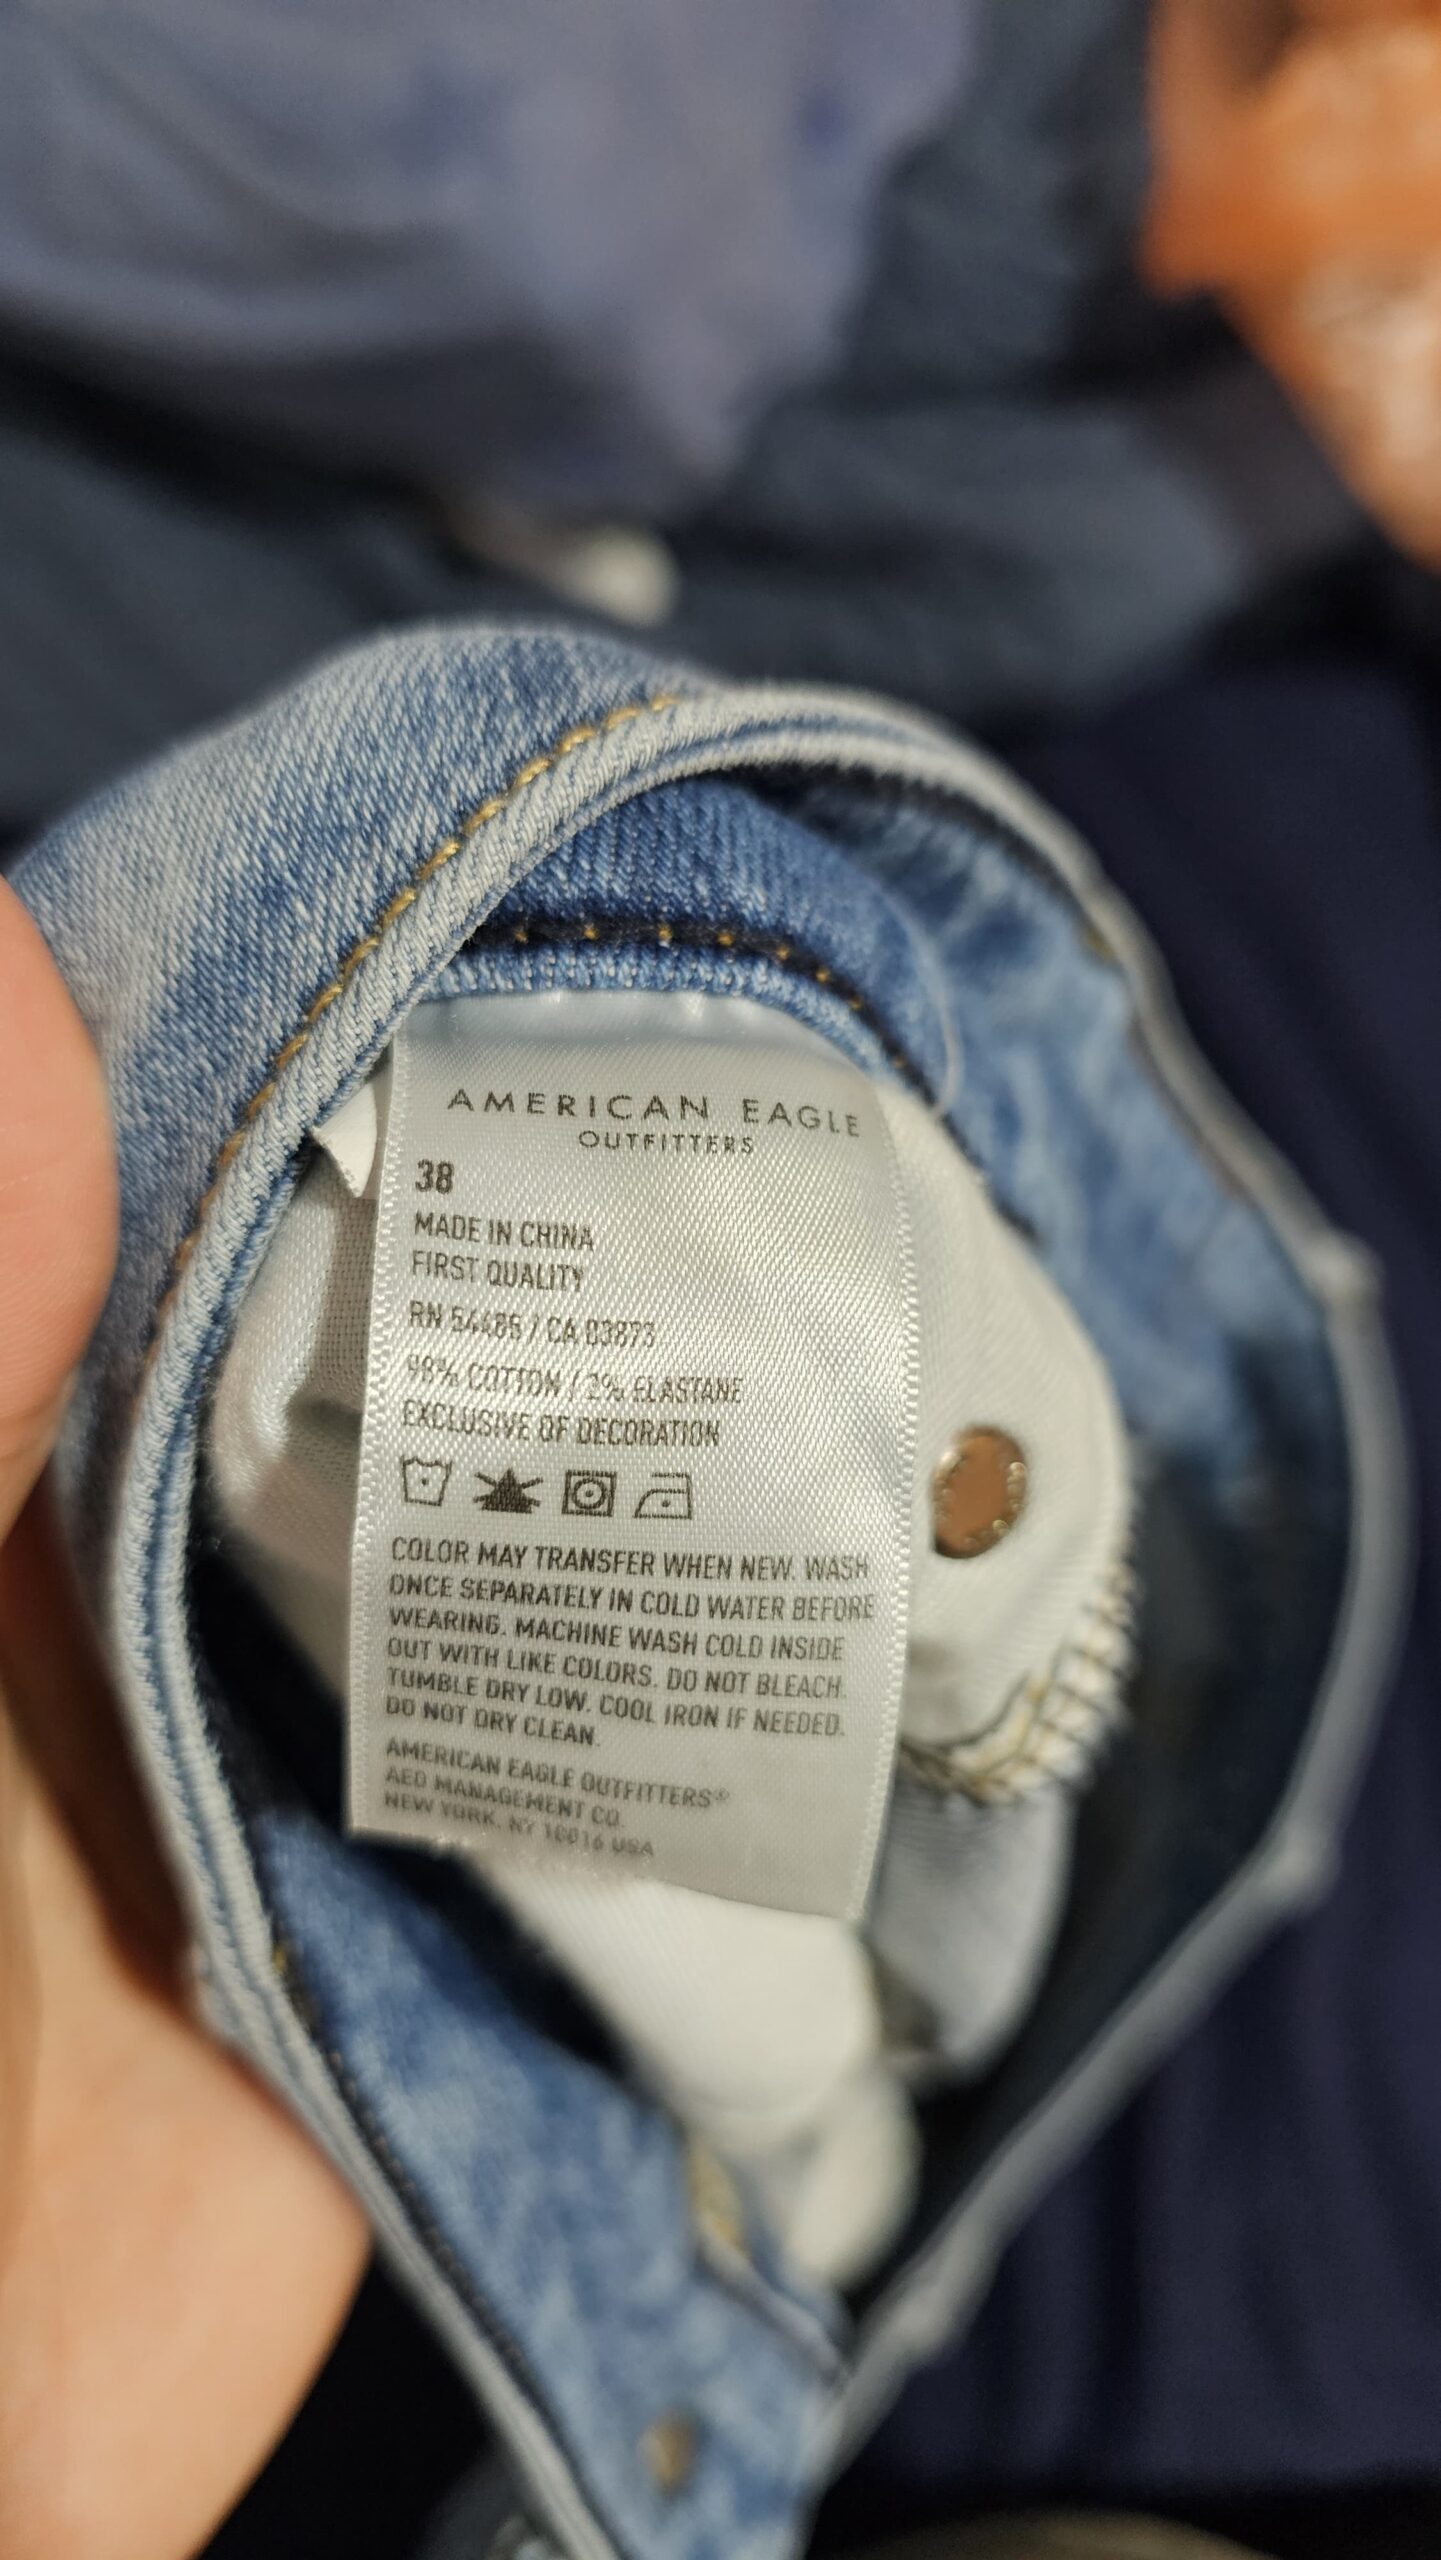 AMERICAN EAGLE
OUTFITTERS
38
MADE IN CHINA
FIRST QUALITY
RN 54485 / CA 03873
98% COTTON / 2% ELASTANE
EXCLUSIVE OF DECORATION
COLOR MAY TRANSFER WHEN NEW. WASH
ONCE SEPARATELY IN COLD WATER BEFORE
WEARING. MACHINE WASH COLD INSIDE
OUT WITH LIKE COLORS. DO NOT BLEACH.
TUMBLE DRY LOW. COOL IRON IF NEEDED.
DO NOT DRY CLEAN.
AMERICAN EAGLE OUTFITTERS®
AEO MANAGEMENT CO.
NEW YORK, NY 10016 USA